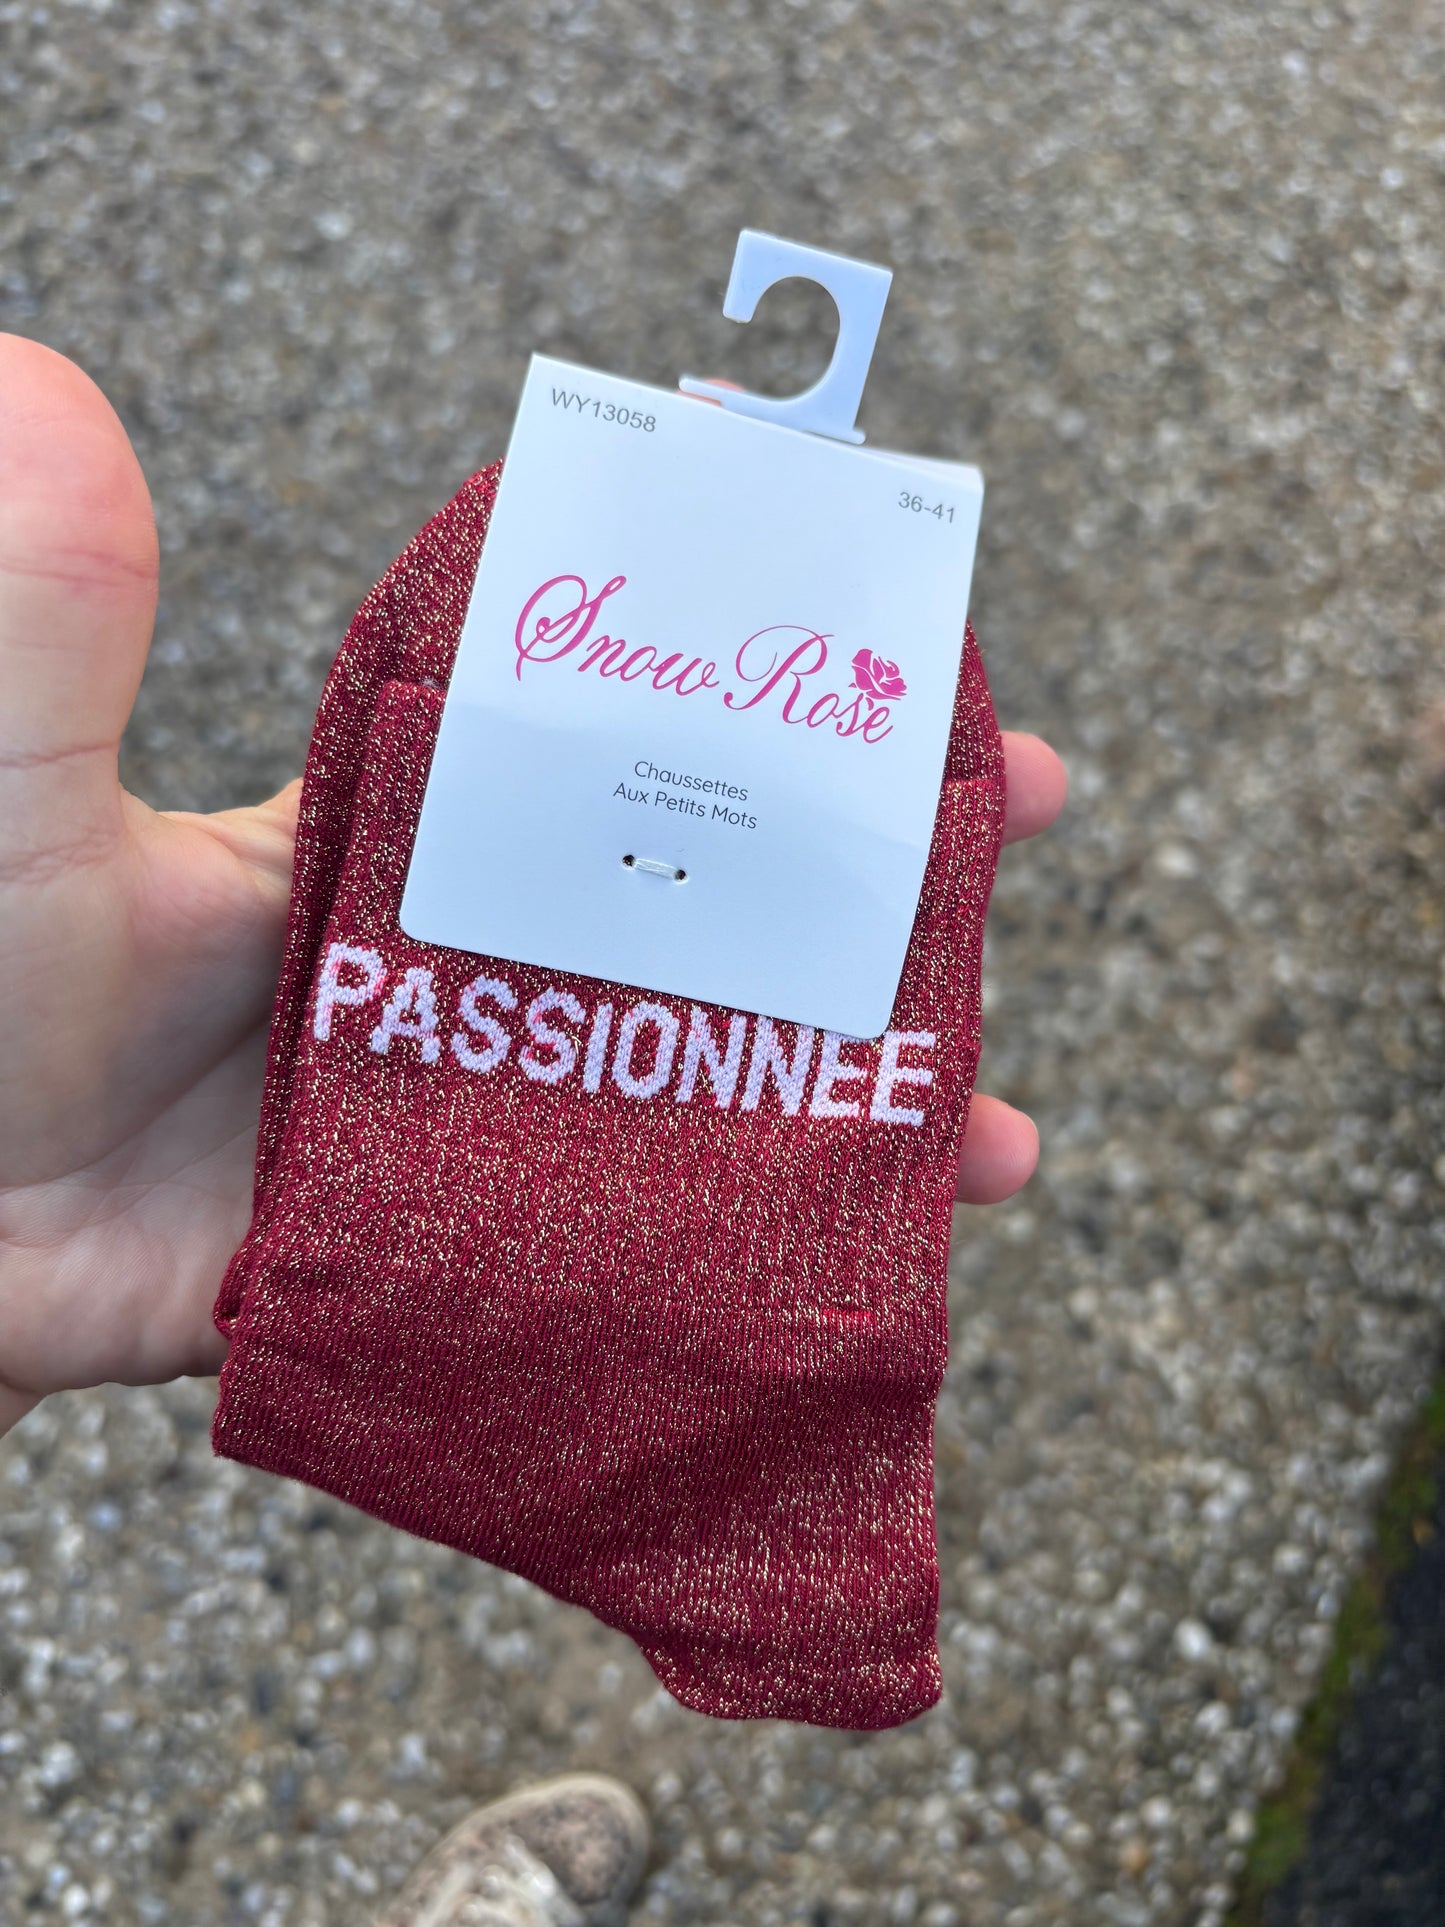 WY13058
36-41
Snow Rose
Chaussettes
Aux Petits Mots
PASSIONNEE